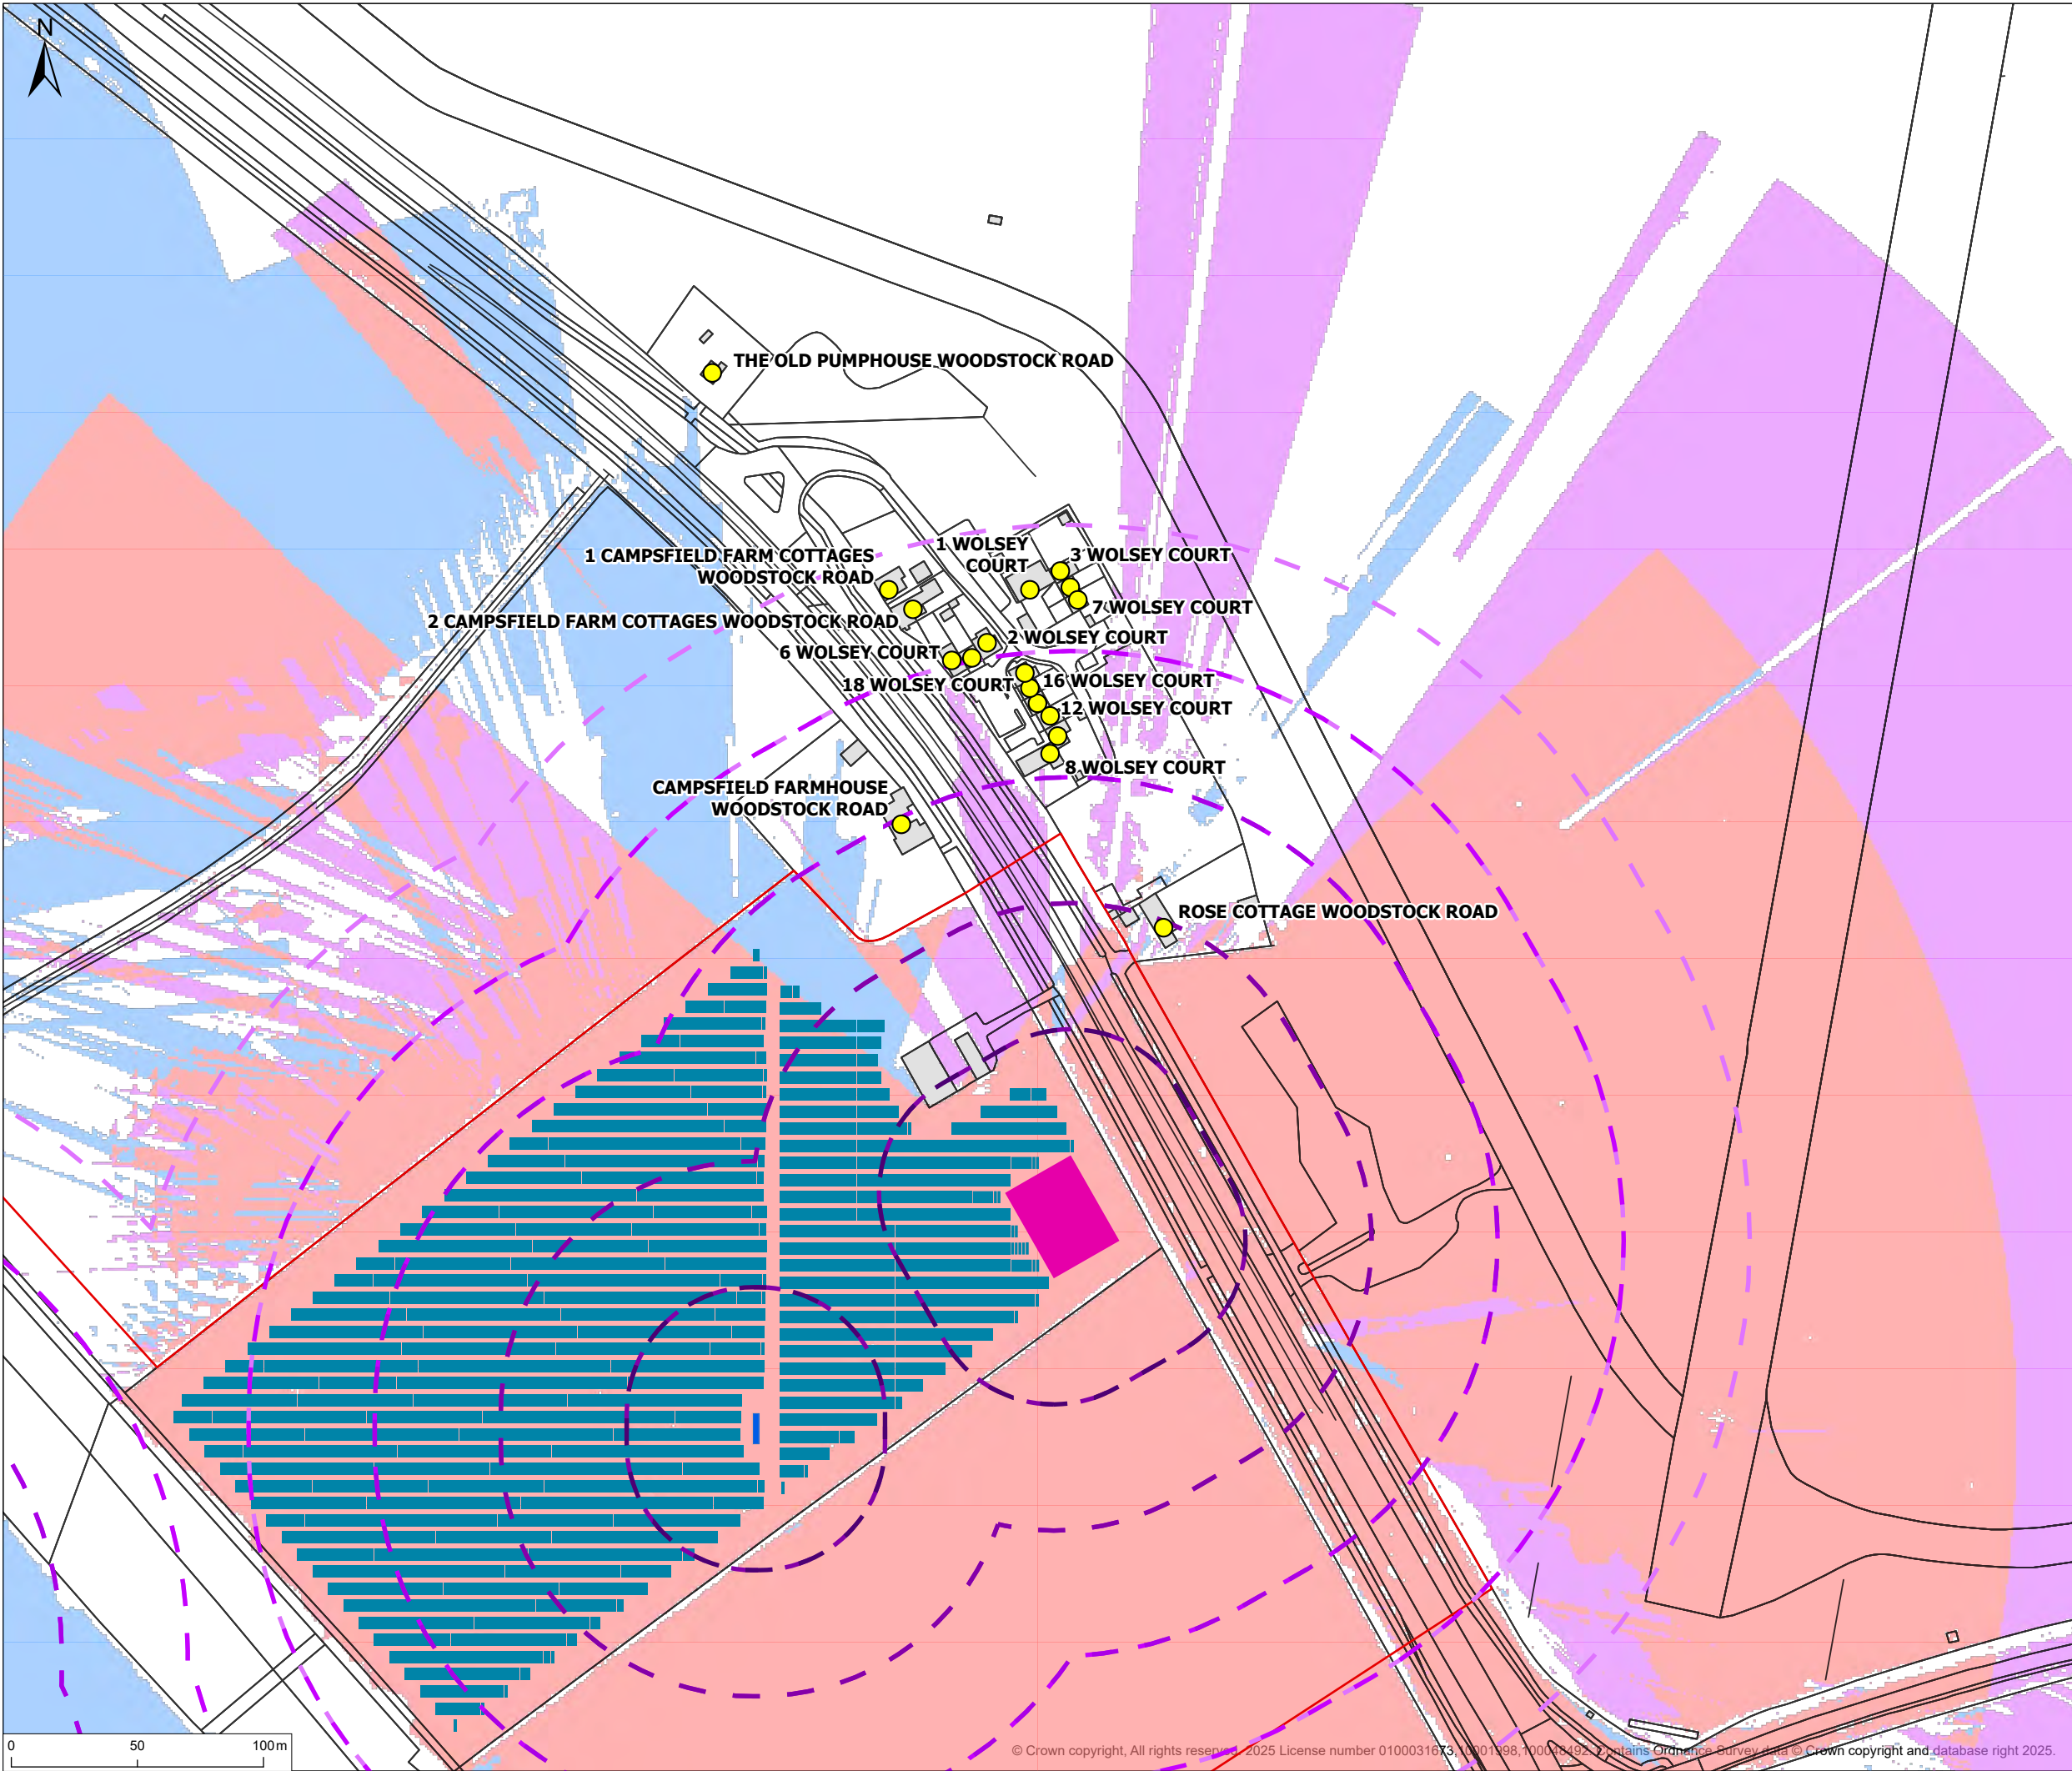 N
THE OLD PUMPHOUSE WOODSTOCK ROAD
1 CAMPSFIELD FARM COTTAGES
WOODSTOCK ROAD
1 WOLSEY
COURT
3 WOLSEY COURT
7 WOLSEY COURT
2 CAMPSFIELD FARM COTTAGES WOODSTOCK ROAD
2 WOLSEY COURT
6 WOLSEY COURT
18 WOLSEY COURT
16 WOLSEY COURT
12 WOLSEY COURT
8 WOLSEY COURT
CAMPSFIELD FARMHOUSE
WOODSTOCK ROAD
ROSE COTTAGE WOODSTOCK ROAD
0 50 100m
© Crown copyright, All rights reserved. 2025 License number 0100031673,10001998,100048492. Contains Ordnance Survey data © Crown copyright and database right 2025.